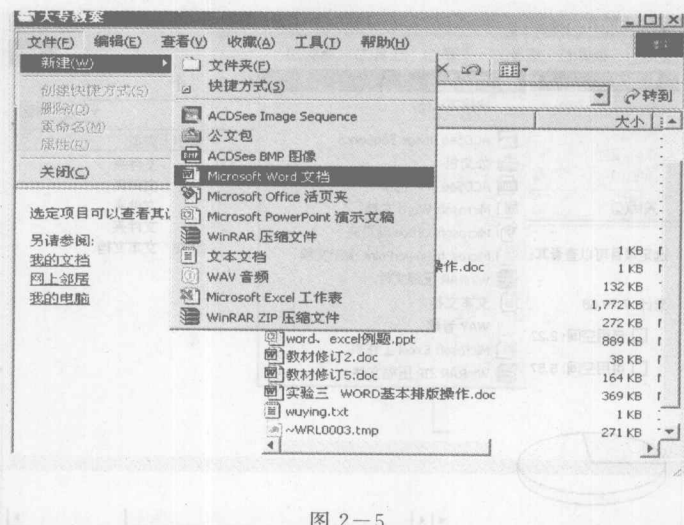 大专教案
文件(F) 编辑(E) 查看(V) 收藏(A) 工具(T) 帮助(H)
新建(W)
文件夹(F)
快捷方式(S)
转到
创建快捷方式(S)
删除(D)
重命名(M)
属性(R)
大小
关闭(C)
ACDSee Image Sequence
公文包
ACDSee BMP 图像
Microsoft Word 文档
Microsoft Office 活页夹
Microsoft PowerPoint 演示文稿
WinRAR 压缩文件
文本文档
WAV 音频
Microsoft Excel 工作表
WinRAR ZIP 压缩文件
选定项目可以查看其
另请参阅:
我的文档
网上邻居
我的电脑
1 KB
操作.doc 1 KB
132 KB
1,772 KB
272 KB
word、excel例题.ppt 889 KB
教材修订2.doc 38 KB
教材修订5.doc 164 KB
实验三 WORD基本排版操作.doc 369 KB
wuying.txt 1 KB
~WRL0003.tmp 271 KB
图 2—5